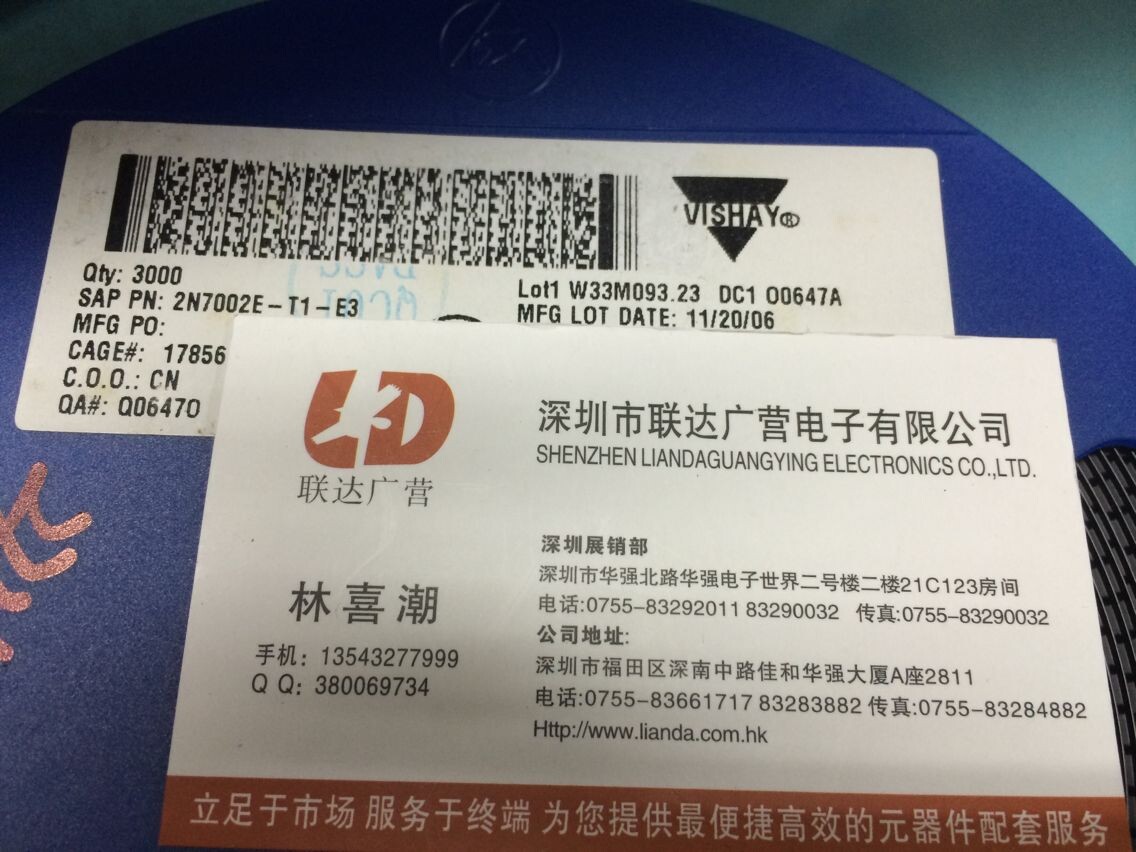 VISHAY®
Qty: 3000
SAP PN: 2N7002E-T1-E3
MFG PO:
CAGE#: 17856
C.O.O.: CN
QA#: Q06470
Lot1 W33M093.23 DC1 O0647A
MFG LOT DATE: 11/20/06
联达广营
深圳市联达广营电子有限公司
SHENZHEN LIANDAGUANGYING ELECTRONICS CO.,LTD.
林喜潮
手机: 13543277999
Q Q: 380069734
深圳展销部
深圳市华强北路华强电子世界二号楼二楼21C123房间
电话:0755-83292011 83290032 传真:0755-83290032
公司地址:
深圳市福田区深南中路佳和华强大厦A座2811
电话:0755-83661717 83283882 传真:0755-83284882
Http://www.lianda.com.hk
立足于市场 服务于终端 为您提供最便捷高效的元器件配套服务